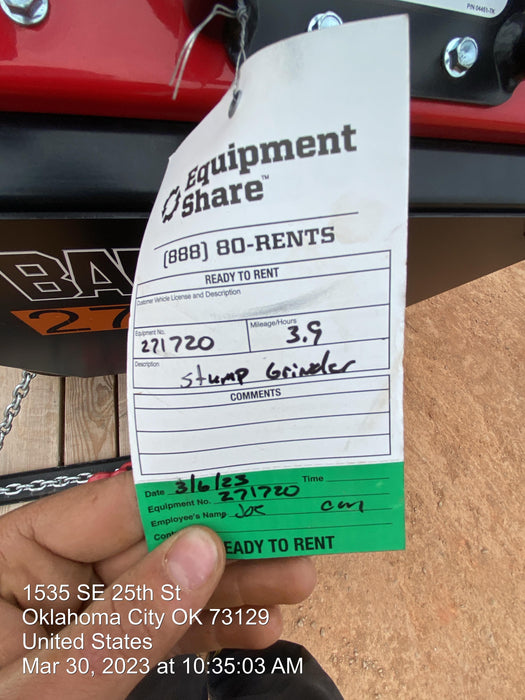 P/N 04461-TR
Equipment
Share™
(888) 80-RENTS
READY TO RENT
Customer Vehicle License and Description
Equipment No.
271720
Mileage/Hours
3.9
Description
Stump Grinder
COMMENTS
BA
27
Date 3/6/23 Time
Equipment No. 271720
Employee's Name Joe
EADY TO RENT
1535 SE 25th St
Oklahoma City OK 73129
United States
Mar 30, 2023 at 10:35:03 AM